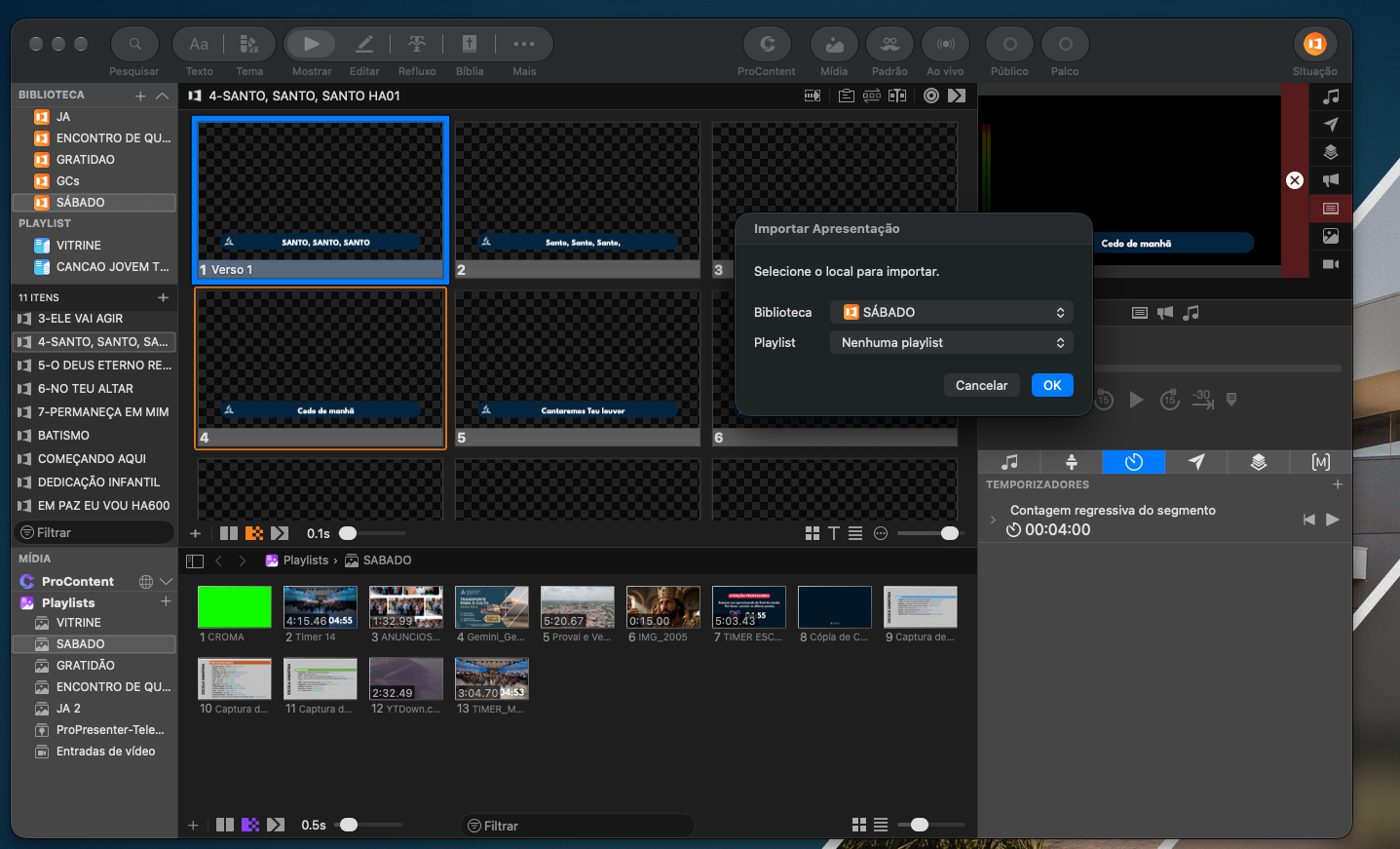 Aa
Pesquisar
Texto
Tema
Mostrar
Editar
Refluxo
Bíblia
Mais
ProContent
Mídia
Padrão
Ao vivo
Público
Palco
Situação
BIBLIOTECA
JA
ENCONTRO DE QU...
GRATIDAO
GCs
SÁBADO
PLAYLIST
VITRINE
CANCAO JOVEM T...
11 ITENS
3-ELE VAI AGIR
4-SANTO, SANTO, SA...
5-O DEUS ETERNO RE...
6-NO TEU ALTAR
7-PERMANEÇA EM MIM
BATISMO
COMEÇANDO AQUI
DEDICAÇÃO INFANTIL
EM PAZ EU VOU HA600
Filtrar
MÍDIA
ProContent
Playlists
VITRINE
SABADO
GRATIDÃO
ENCONTRO DE QU...
JA 2
ProPresenter-Tele...
Entradas de vídeo
4-SANTO, SANTO, SANTO HA01
SANTO, SANTO, SANTO
1 Verso 1
Santo, Santo, Santo,
2
3
Cedo de manhã
4
Cantaremos Teu louvor
5
6
0.1s
Importar Apresentação
Selecione o local para importar.
Biblioteca
SÁBADO
Playlist
Nenhuma playlist
Cancelar
OK
Cedo de manhã
15
15
-30
[M]
TEMPORIZADORES
Contagem regressiva do segmento
00:04:00
Playlists
SABADO
1 CROMA
4:15.46 04:55
2 Timer 14
1:32.99
3 ANUNCIOS...
TRANSPORTE
PARA O CULTO
4 Gemini_Ge...
5:20.67
5 Provai e Ve...
0:15.00
6 IMG_2005
ATENÇÃO PROFESSORES
5:03.43
7 TIMER ESC...
8 Cópia de C...
9 Captura de...
10 Captura d...
11 Captura d...
2:32.49
12 YTDown.c...
3:04.70 04:53
13 TIMER_M...
0.5s
Filtrar